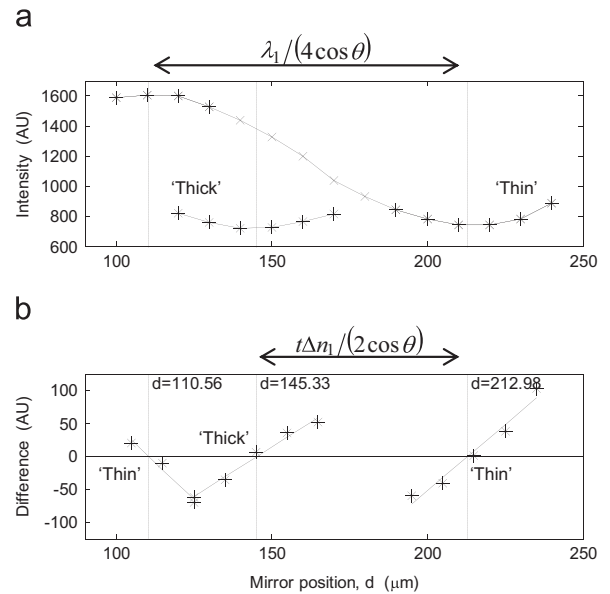 a
λ₁/(4cosθ)
1600
1400
1200
1000
800
600
Intensity (AU)
'Thick'
'Thin'
100
150
200
250
b
tΔn₁/(2cosθ)
d=110.56
d=145.33
d=212.98
100
50
0
-50
-100
Difference (AU)
'Thick'
'Thin'
'Thin'
100
150
200
250
Mirror position, d (μm)